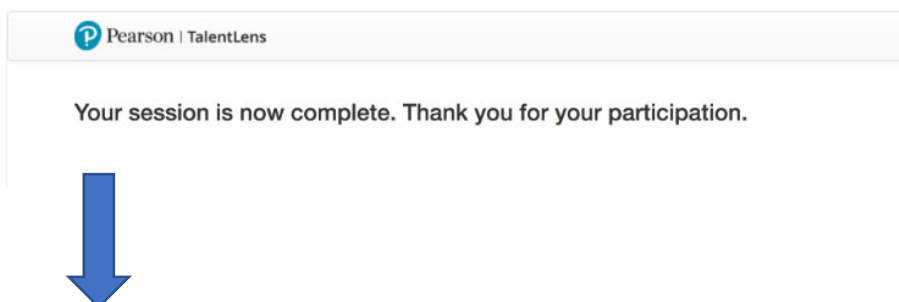 Pearson | TalentLens
Your session is now complete. Thank you for your participation.